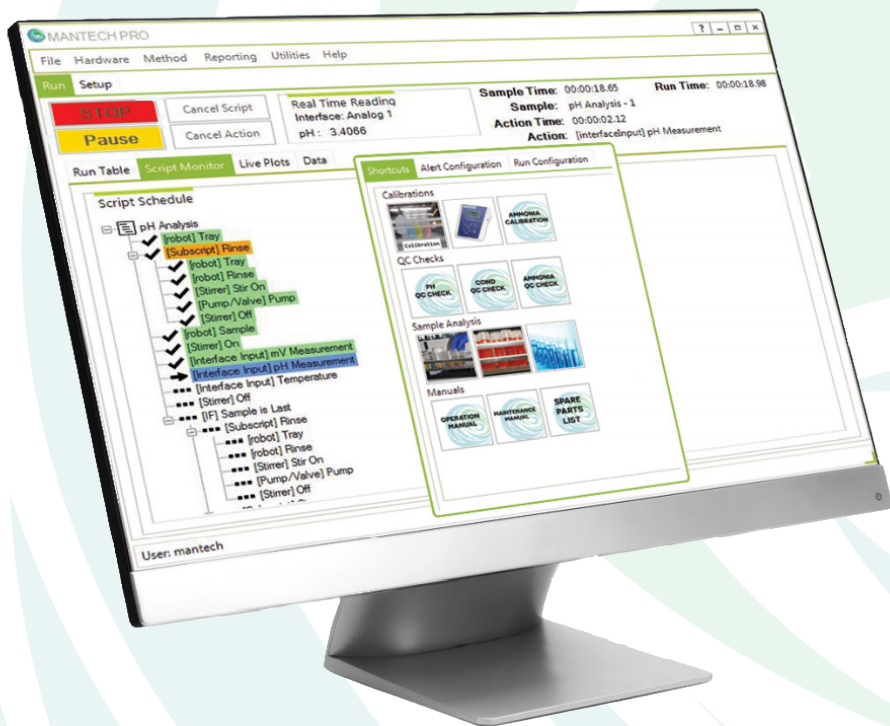 MANTECH PRO
File Hardware Method Reporting Utilities Help
Run Setup
STOP
Pause
Cancel Script
Cancel Action
Real Time Reading
Interface: Analog 1
pH : 3.4066
Sample Time: 00:00:18.65
Run Time: 00:00:18.98
Sample: pH Analysis - 1
Action Time: 00:00:02.12
Action: [interfaceInput] pH Measurement
Run Table Script Monitor Live Plots Data
Script Schedule
pH Analysis
[robot] Tray
[Subscript] Rinse
[robot] Tray
[robot] Rinse
[Stirrer] Stir On
[Pump/Valve] Pump
[Stirrer] Off
[robot] Sample
[Stirrer] On
[Interface Input] mV Measurement
[Interface Input] pH Measurement
[Interface Input] Temperature
[Stirrer] Off
[IF] Sample is Last
[Subscript] Rinse
[robot] Tray
[robot] Rinse
[Stirrer] Stir On
[Pump/Valve] Pump
[Stirrer] Off
Shortcuts Alert Configuration Run Configuration
Calibrations
Calibration
AMMONIA
CALIBRATION
QC Checks
PH
QC CHECK
COND
QC CHECK
AMMONIA
QC CHECK
Sample Analysis
Manuals
OPERATION
MANUAL
MAINTENANCE
MANUAL
SPARE
PARTS
LIST
User: mantech